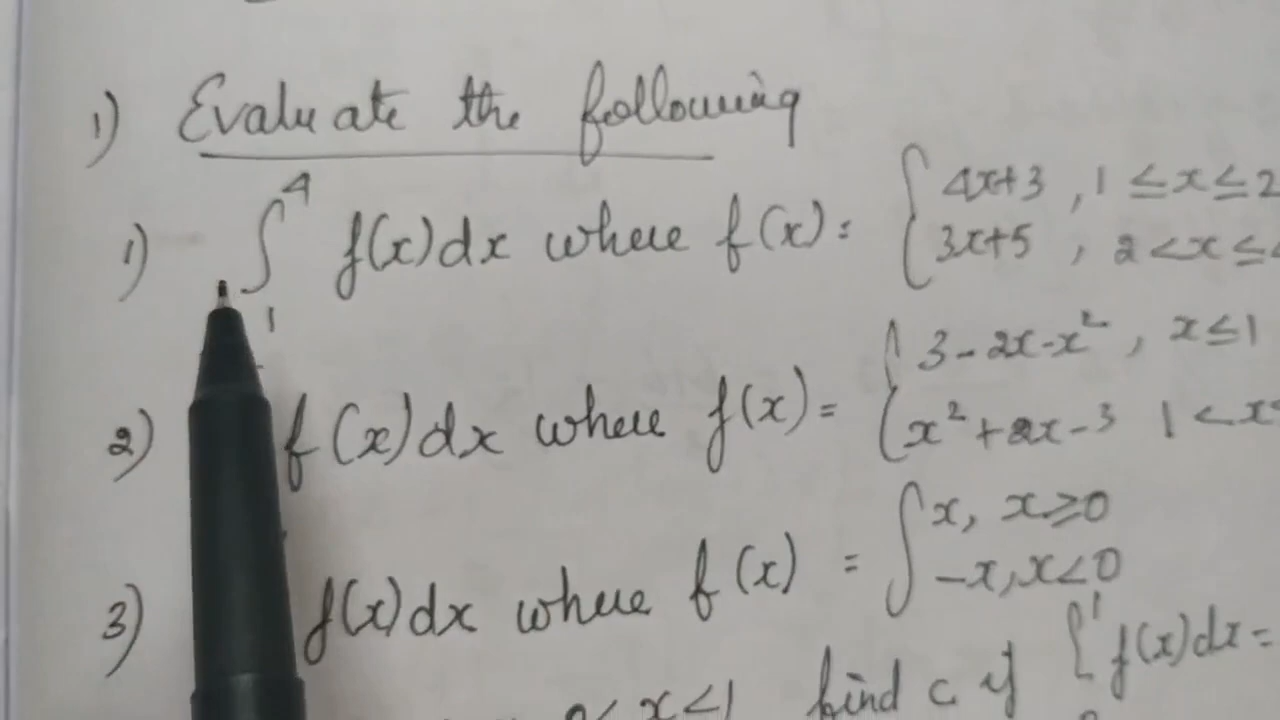 1) Evaluate the following
1) ∫₁⁴ f(x)dx where f(x) = { 4x+3 , 1 ≤ x ≤ 2
3x+5 , 2 < x ≤
2) f(x)dx where f(x) = { 3 - 2x - x² , x ≤ 1
x² + 2x - 3 1 < x
3) f(x)dx where f(x) = { x, x ≥ 0
-x, x < 0
x < 1 find c if ∫ ¹ f(x)dx =